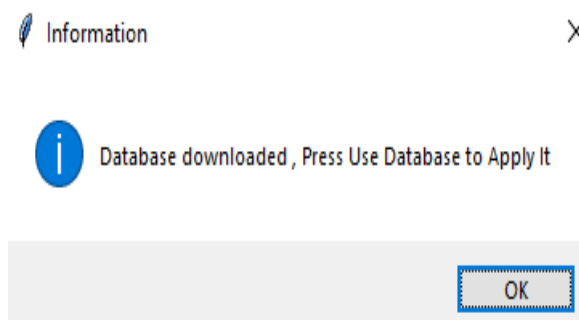 Information
Database downloaded , Press Use Database to Apply It
OK